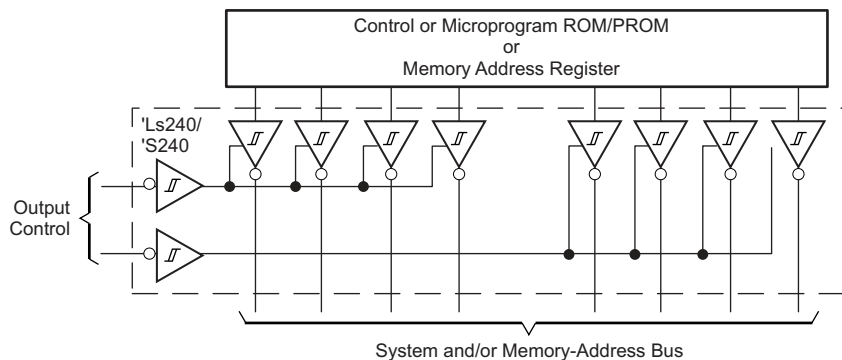 Control or Microprogram ROM/PROM
or
Memory Address Register
'Ls240/
'S240
Output
Control
System and/or Memory-Address Bus